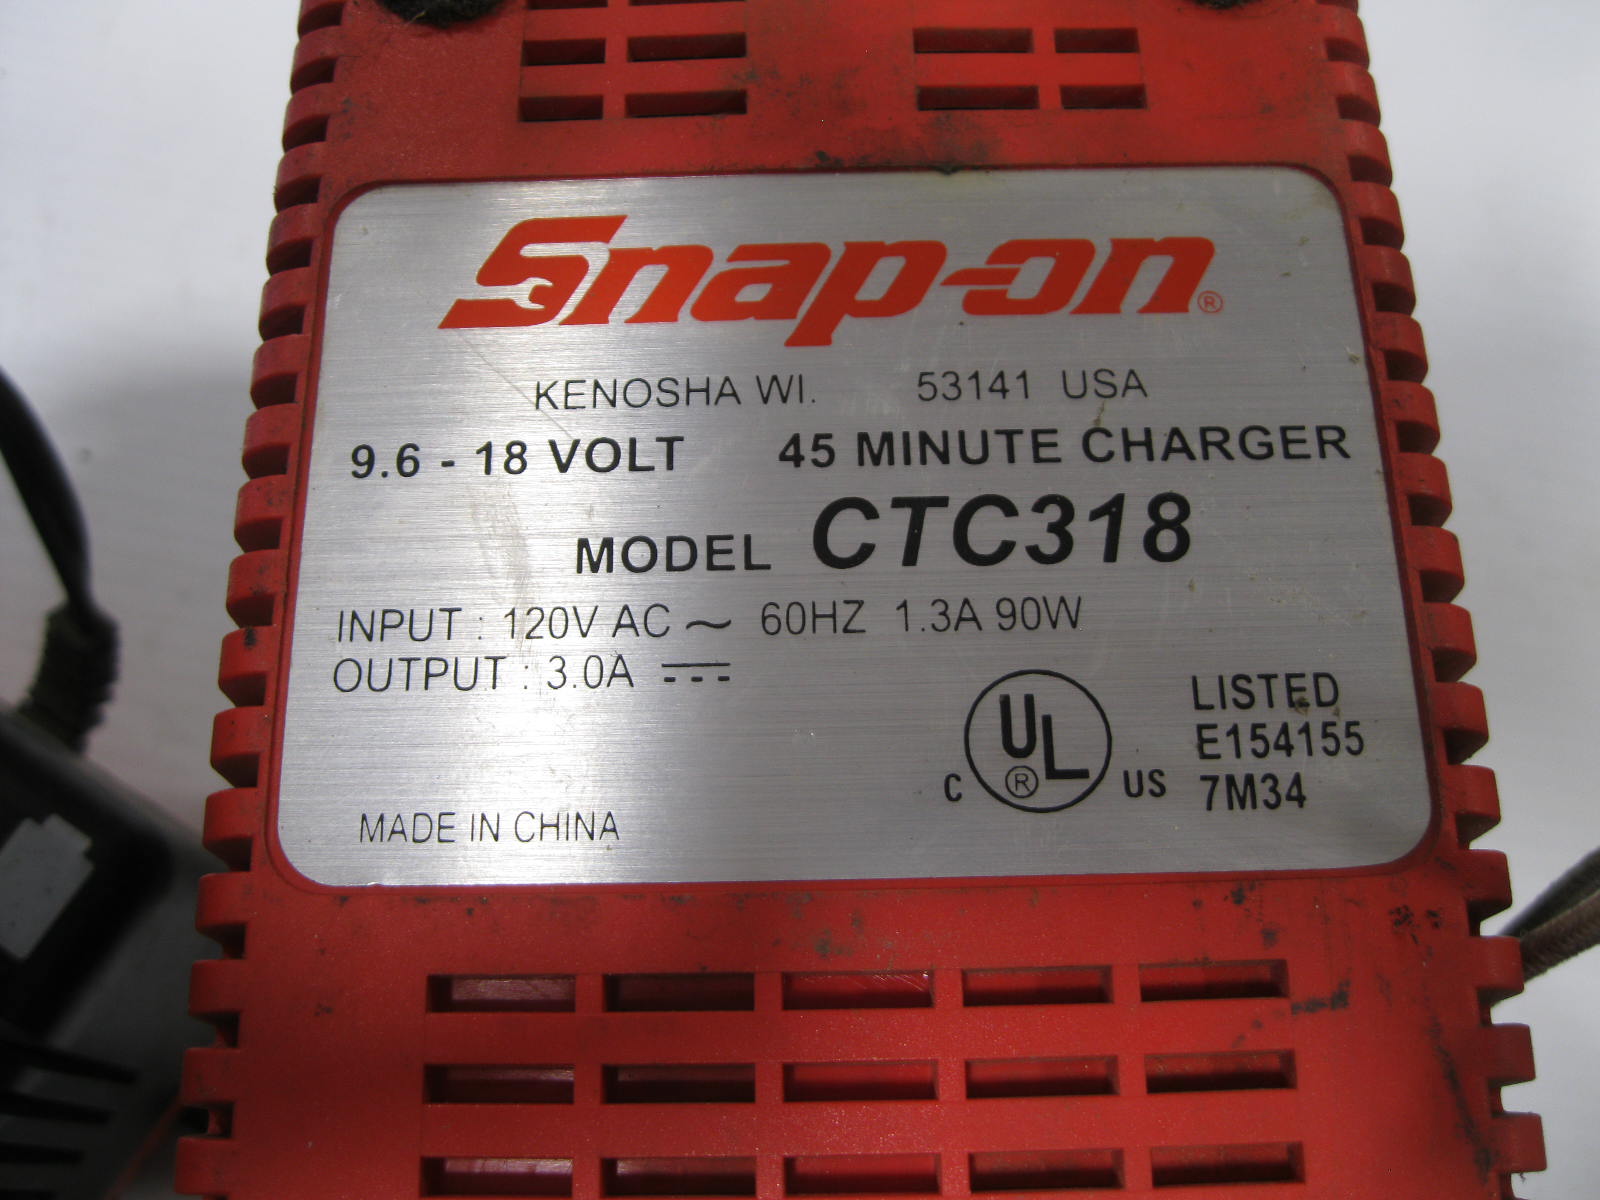 Snap-on®
KENOSHA WI. 53141 USA
9.6 - 18 VOLT 45 MINUTE CHARGER
MODEL CTC318
INPUT : 120V AC ~ 60HZ 1.3A 90W
OUTPUT : 3.0A ⎓
C UL® US
LISTED
E154155
7M34
MADE IN CHINA